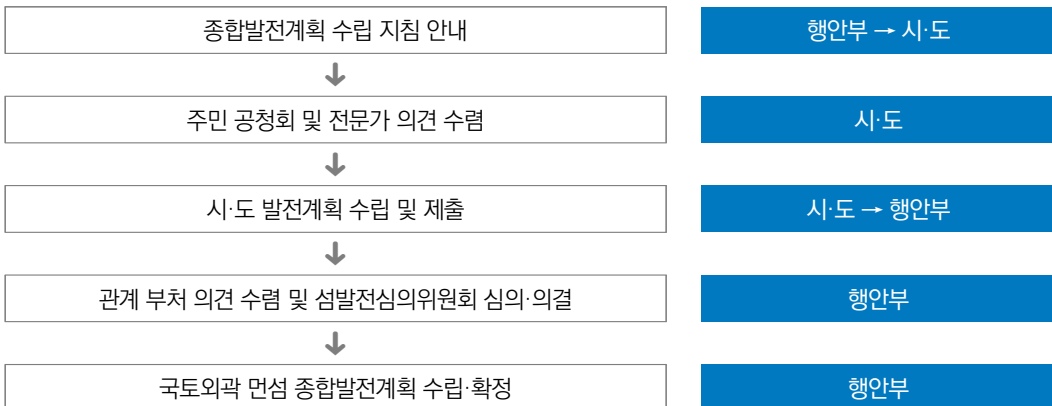 종합발전계획 수립 지침 안내
행안부 → 시·도
주민 공청회 및 전문가 의견 수렴
시·도
시·도 발전계획 수립 및 제출
시·도 → 행안부
관계 부처 의견 수렴 및 섬발전심의위원회 심의·의결
행안부
국토외곽 먼섬 종합발전계획 수립·확정
행안부